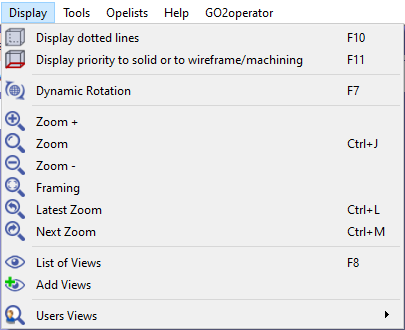 Display Tools Opelists Help GO2operator
Display dotted lines F10
Display priority to solid or to wireframe/machining F11
Dynamic Rotation F7
Zoom +
Zoom Ctrl+J
Zoom -
Framing
Latest Zoom Ctrl+L
Next Zoom Ctrl+M
List of Views F8
Add Views
Users Views